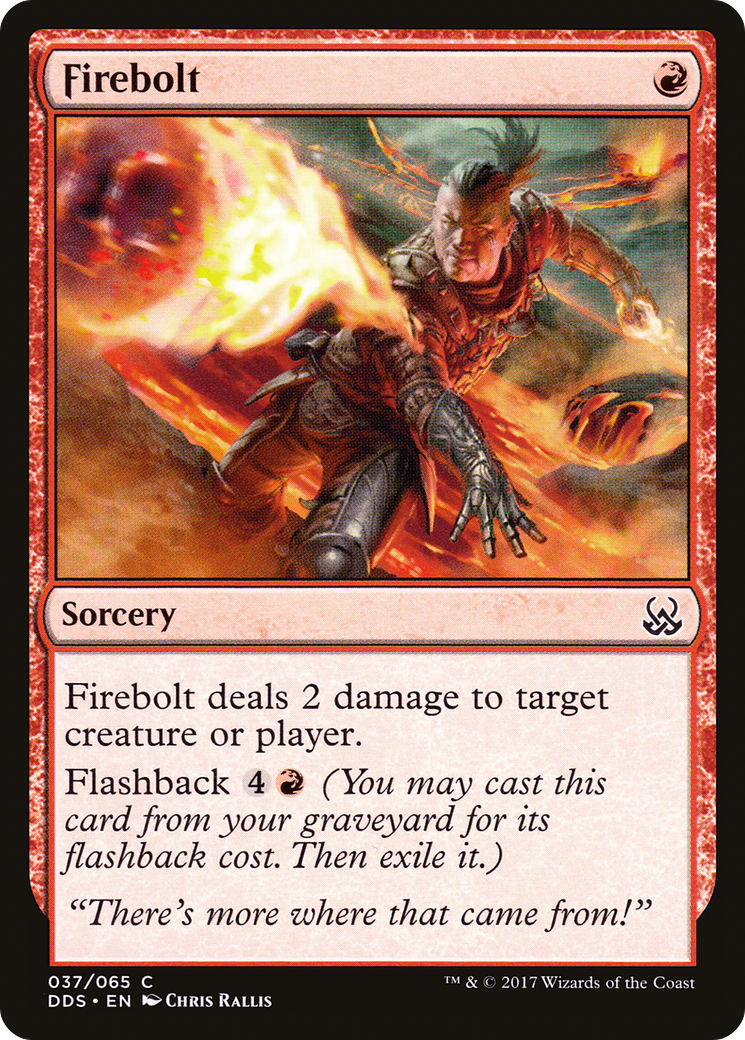 Firebolt
Sorcery
Firebolt deals 2 damage to target
creature or player.
Flashback 4 (You may cast this
card from your graveyard for its
flashback cost. Then exile it.)
“There’s more where that came from!”
037/065 C
DDS • EN Chris Rallis
™ & © 2017 Wizards of the Coast